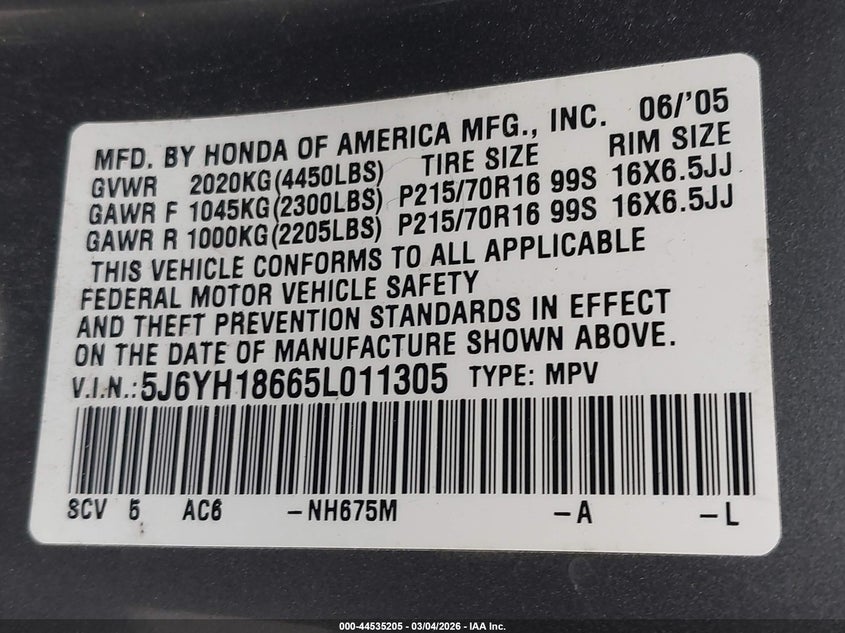 MFD. BY HONDA OF AMERICA MFG., INC. 06/'05
GVWR 2020KG(4450LBS) TIRE SIZE RIM SIZE
GAWR F 1045KG(2300LBS) P215/70R16 99S 16X6.5JJ
GAWR R 1000KG(2205LBS) P215/70R16 99S 16X6.5JJ
THIS VEHICLE CONFORMS TO ALL APPLICABLE
FEDERAL MOTOR VEHICLE SAFETY
AND THEFT PREVENTION STANDARDS IN EFFECT
ON THE DATE OF MANUFACTURE SHOWN ABOVE.
V.I.N.: 5J6YH18665L011305 TYPE: MPV
SCV 5 AC6 -NH675M -A -L
000-44535205 - 03/04/2026 - IAA Inc.